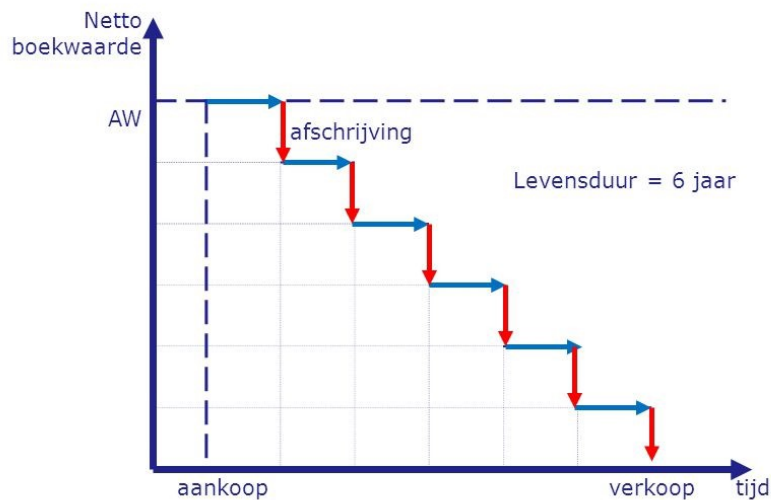 Netto
boekwaarde
AW
afschrijving
Levensduur = 6 jaar
aankoop
verkoop
tijd